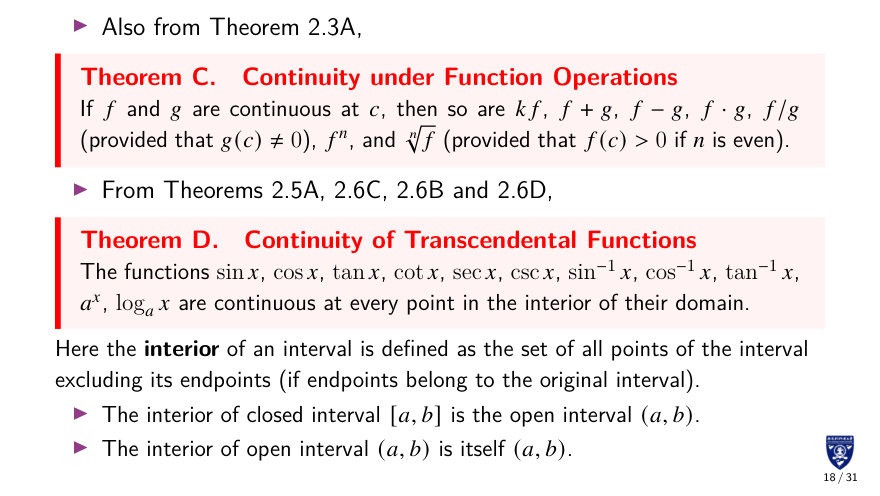 ▶ Also from Theorem 2.3A,
Theorem C. Continuity under Function Operations
If f and g are continuous at c, then so are kf, f + g, f − g, f · g, f/g
(provided that g(c) ≠ 0), fⁿ, and ⁿ√f (provided that f(c) > 0 if n is even).
▶ From Theorems 2.5A, 2.6C, 2.6B and 2.6D,
Theorem D. Continuity of Transcendental Functions
The functions sin x, cos x, tan x, cot x, sec x, csc x, sin⁻¹ x, cos⁻¹ x, tan⁻¹ x,
aˣ, logₐ x are continuous at every point in the interior of their domain.
Here the interior of an interval is defined as the set of all points of the interval
excluding its endpoints (if endpoints belong to the original interval).
▶ The interior of closed interval [a, b] is the open interval (a, b).
▶ The interior of open interval (a, b) is itself (a, b).
18 / 31